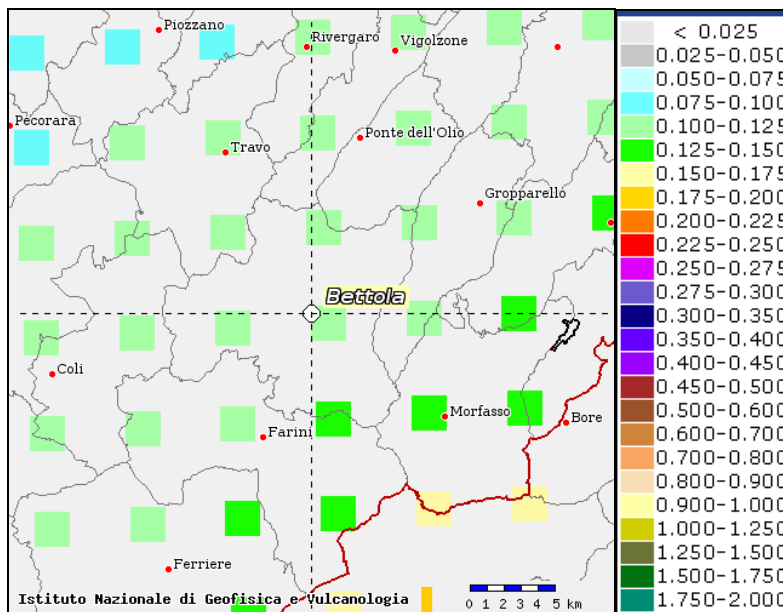 Piozzano
Rivergaro
Vigolzone
Pecorara
Travo
Ponte dell'Olio
Gropparello
Bettola
Coli
Farini
Morfasso
Bore
Ferriere
Istituto Nazionale di Geofisica e Vulcanologia
0 1 2 3 4 5 km
< 0.025
0.025-0.050
0.050-0.075
0.075-0.100
0.100-0.125
0.125-0.150
0.150-0.175
0.175-0.200
0.200-0.225
0.225-0.250
0.250-0.275
0.275-0.300
0.300-0.350
0.350-0.400
0.400-0.450
0.450-0.500
0.500-0.600
0.600-0.700
0.700-0.800
0.800-0.900
0.900-1.000
1.000-1.250
1.250-1.500
1.500-1.750
1.750-2.000